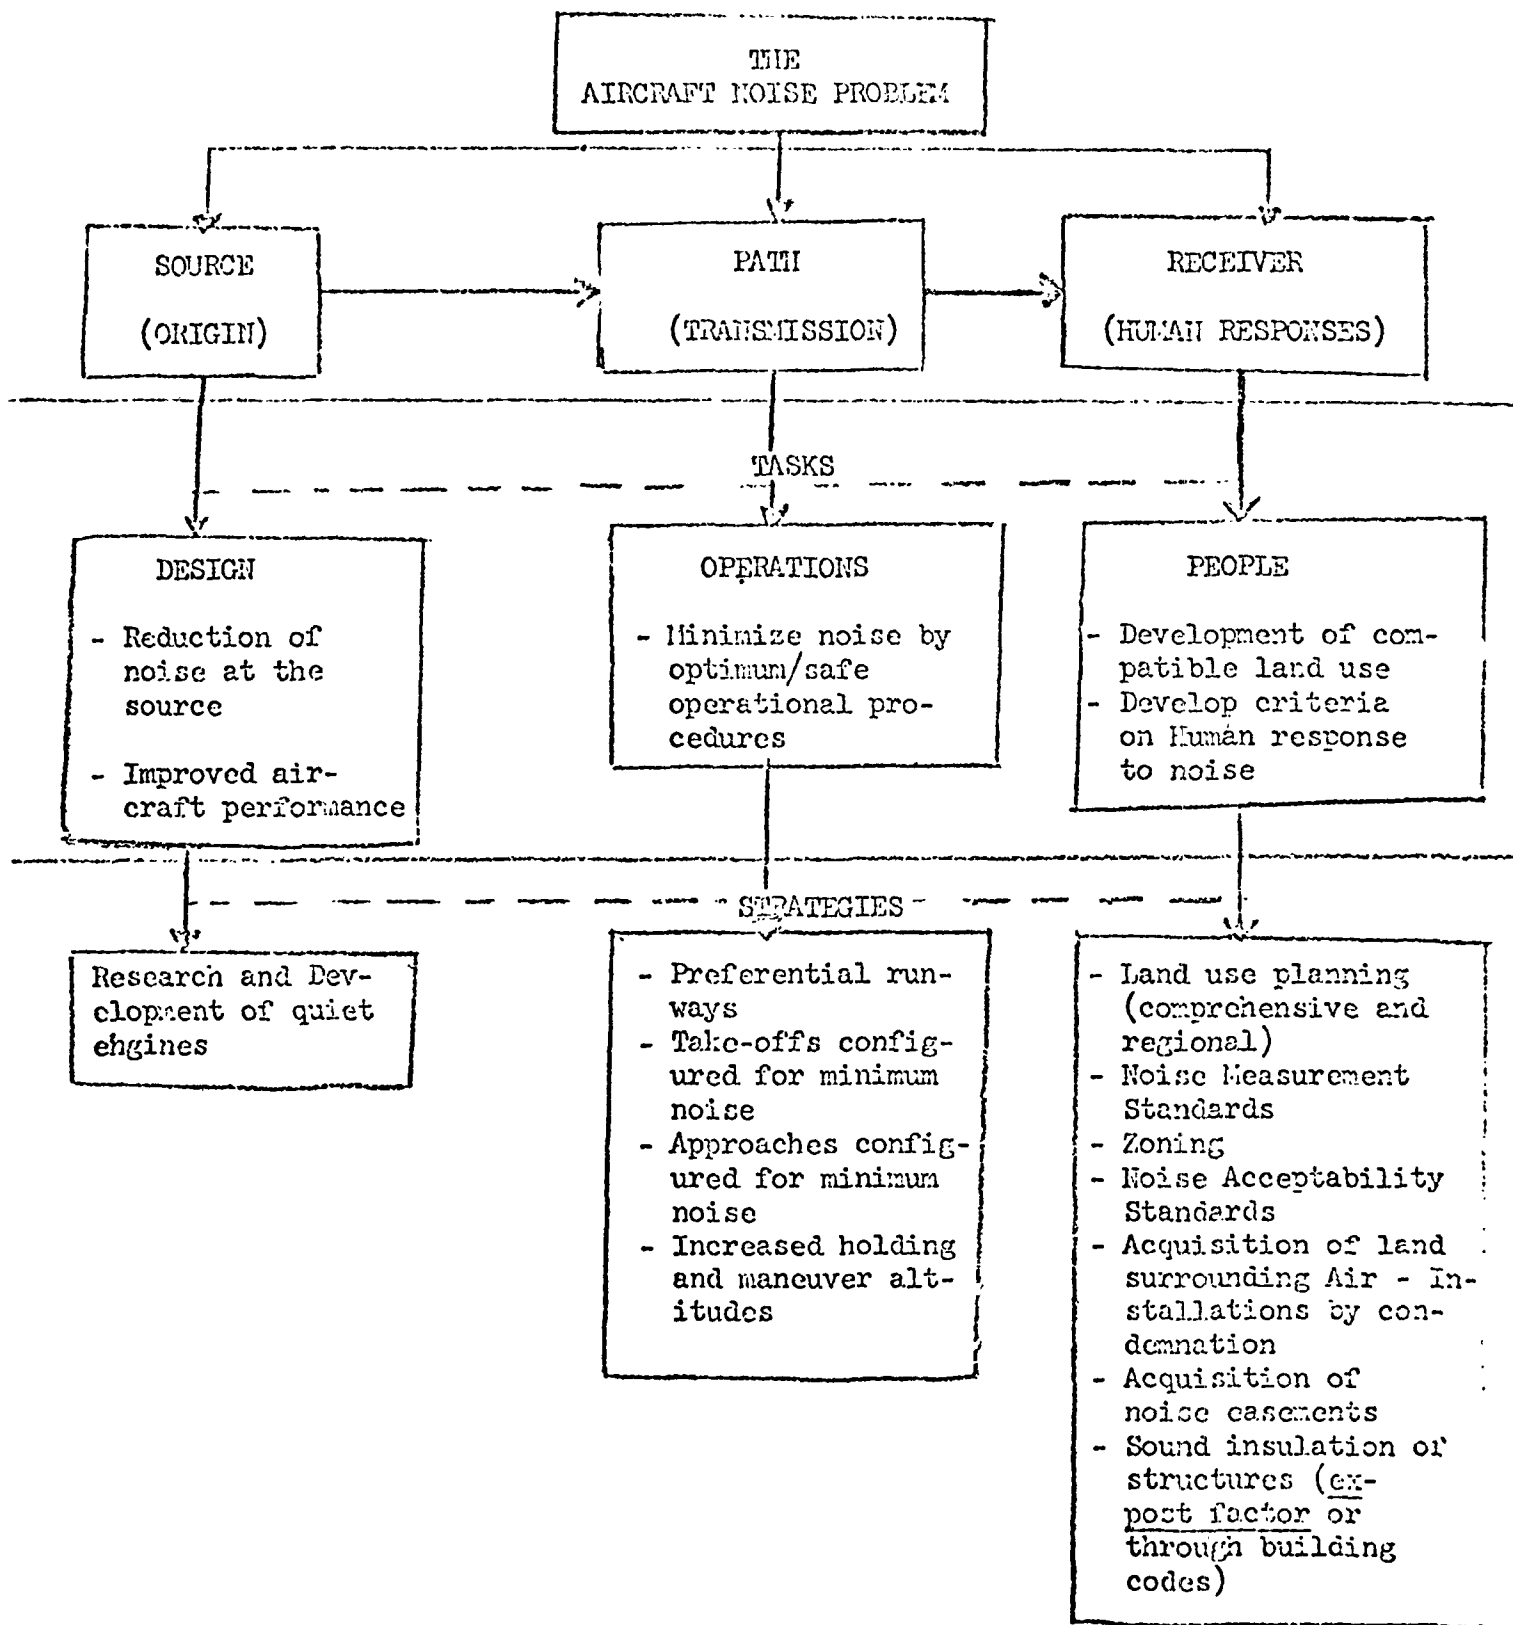 THE
AIRCRAFT NOISE PROBLEM
SOURCE
(ORIGIN)
PATH
(TRANSMISSION)
RECEIVER
(HUMAN RESPONSES)
TASKS
DESIGN
- Reduction of
noise at the
source
- Improved air-
craft performance
OPERATIONS
- Minimize noise by
optimum/safe
operational pro-
cedures
PEOPLE
- Development of com-
patible land use
- Develop criteria
on Human response
to noise
STRATEGIES
Research and Dev-
elopment of quiet
ehgines
- Preferential run-
ways
- Take-offs config-
ured for minimum
noise
- Approaches config-
ured for minimum
noise
- Increased holding
and maneuver alt-
itudes
- Land use planning
(comprehensive and
regional)
- Noise Measurement
Standards
- Zoning
- Noise Acceptability
Standards
- Acquisition of land
surrounding Air - In-
stallations by con-
demnation
- Acquisition of
noise easements
- Sound insulation of
structures (ex-
post factor or
through building
codes)